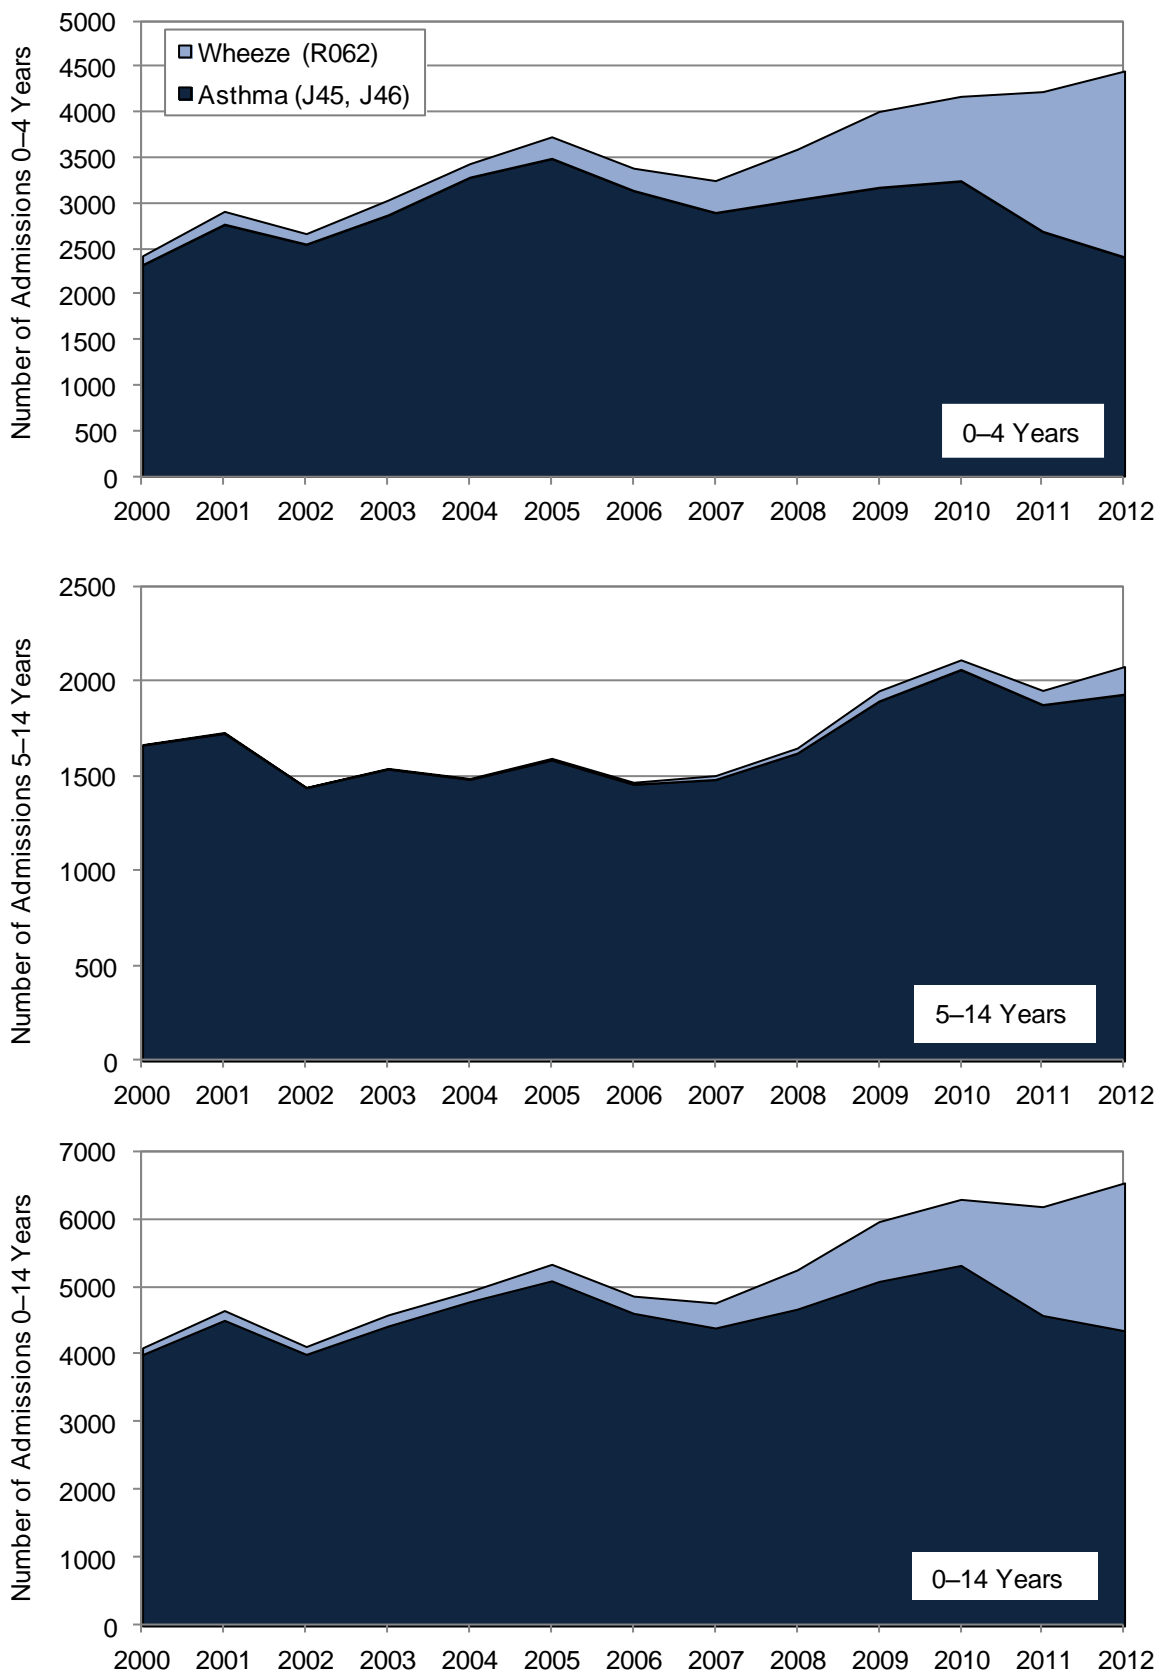 Number of Admissions 0–4 Years
5000
4500
4000
3500
3000
2500
2000
1500
1000
500
0
Wheeze (R062)
Asthma (J45, J46)
0–4 Years
2000 2001 2002 2003 2004 2005 2006 2007 2008 2009 2010 2011 2012
Number of Admissions 5–14 Years
2500
2000
1500
1000
500
0
5–14 Years
2000 2001 2002 2003 2004 2005 2006 2007 2008 2009 2010 2011 2012
Number of Admissions 0–14 Years
7000
6000
5000
4000
3000
2000
1000
0
0–14 Years
2000 2001 2002 2003 2004 2005 2006 2007 2008 2009 2010 2011 2012